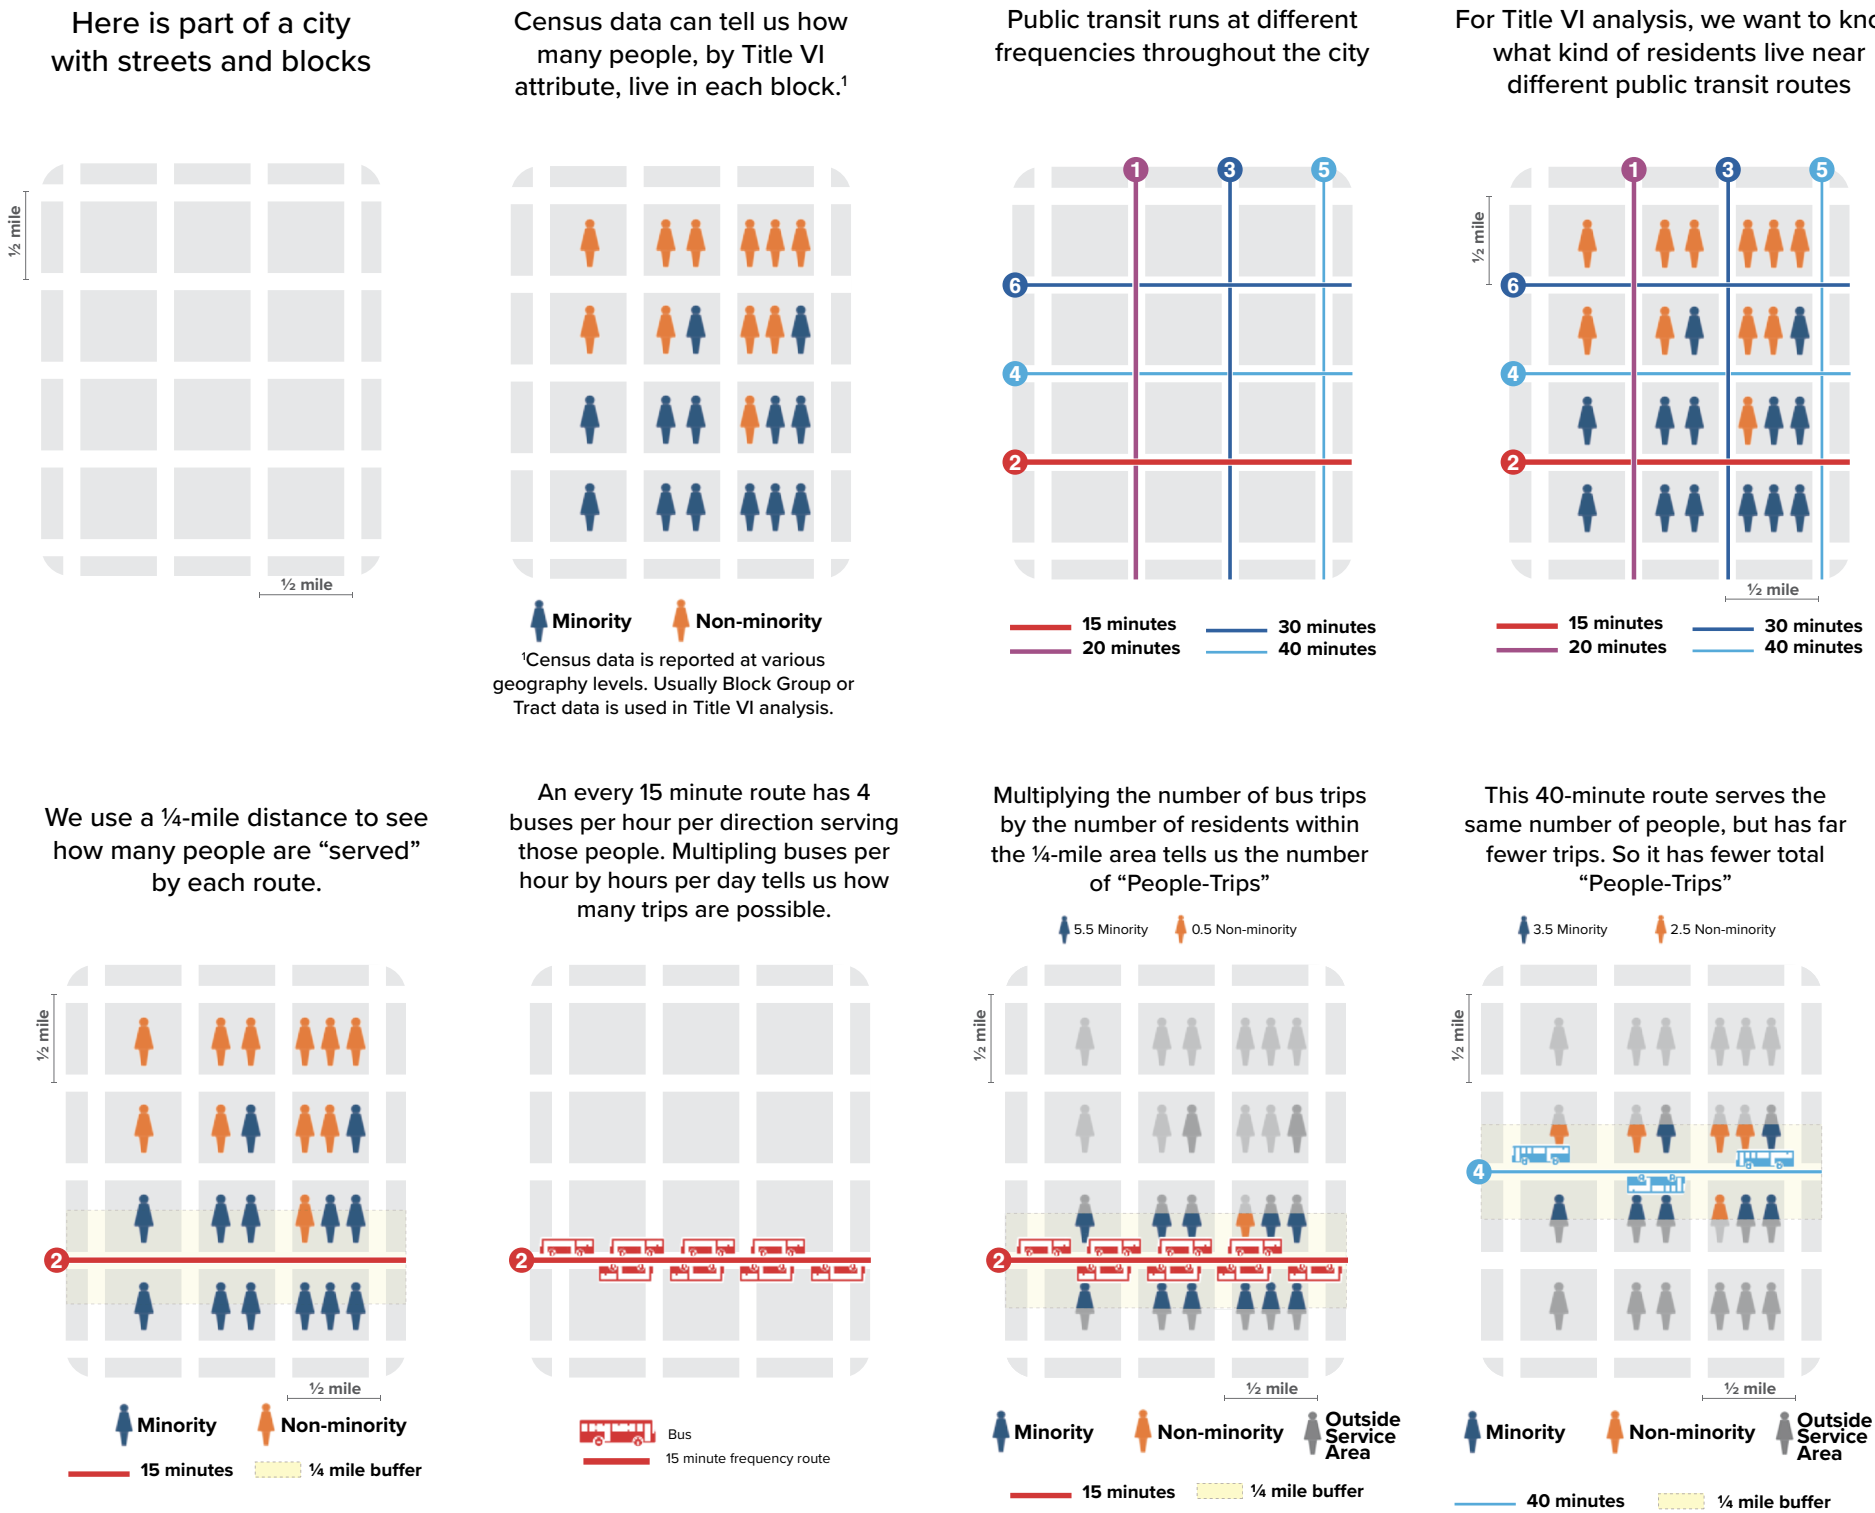 Here is part of a city
with streets and blocks
½ mile
½ mile
Census data can tell us how
many people, by Title VI
attribute, live in each block.¹
Minority
Non-minority
¹Census data is reported at various
geography levels. Usually Block Group or
Tract data is used in Title VI analysis.
Public transit runs at different
frequencies throughout the city
1
3
5
6
4
2
15 minutes
30 minutes
20 minutes
40 minutes
For Title VI analysis, we want to
what kind of residents live near
different public transit routes
1
3
5
½ mile
6
4
2
½ mile
15 minutes
30 minutes
20 minutes
40 minutes
We use a ¼-mile distance to see
how many people are “served”
by each route.
½ mile
2
½ mile
Minority
Non-minority
15 minutes
¼ mile buffer
An every 15 minute route has 4
buses per hour per direction serving
those people. Multipling buses per
hour by hours per day tells us how
many trips are possible.
2
Bus
15 minute frequency route
Multiplying the number of bus trips
by the number of residents within
the ¼-mile area tells us the number
of “People-Trips”
5.5 Minority
0.5 Non-minority
½ mile
2
½ mile
Minority
Non-minority
Outside
Service
Area
15 minutes
¼ mile buffer
This 40-minute route serves the
same number of people, but has far
fewer trips. So it has fewer total
“People-Trips”
3.5 Minority
2.5 Non-minority
½ mile
4
½ mile
Minority
Non-minority
Outside
Service
Area
40 minutes
¼ mile buffer